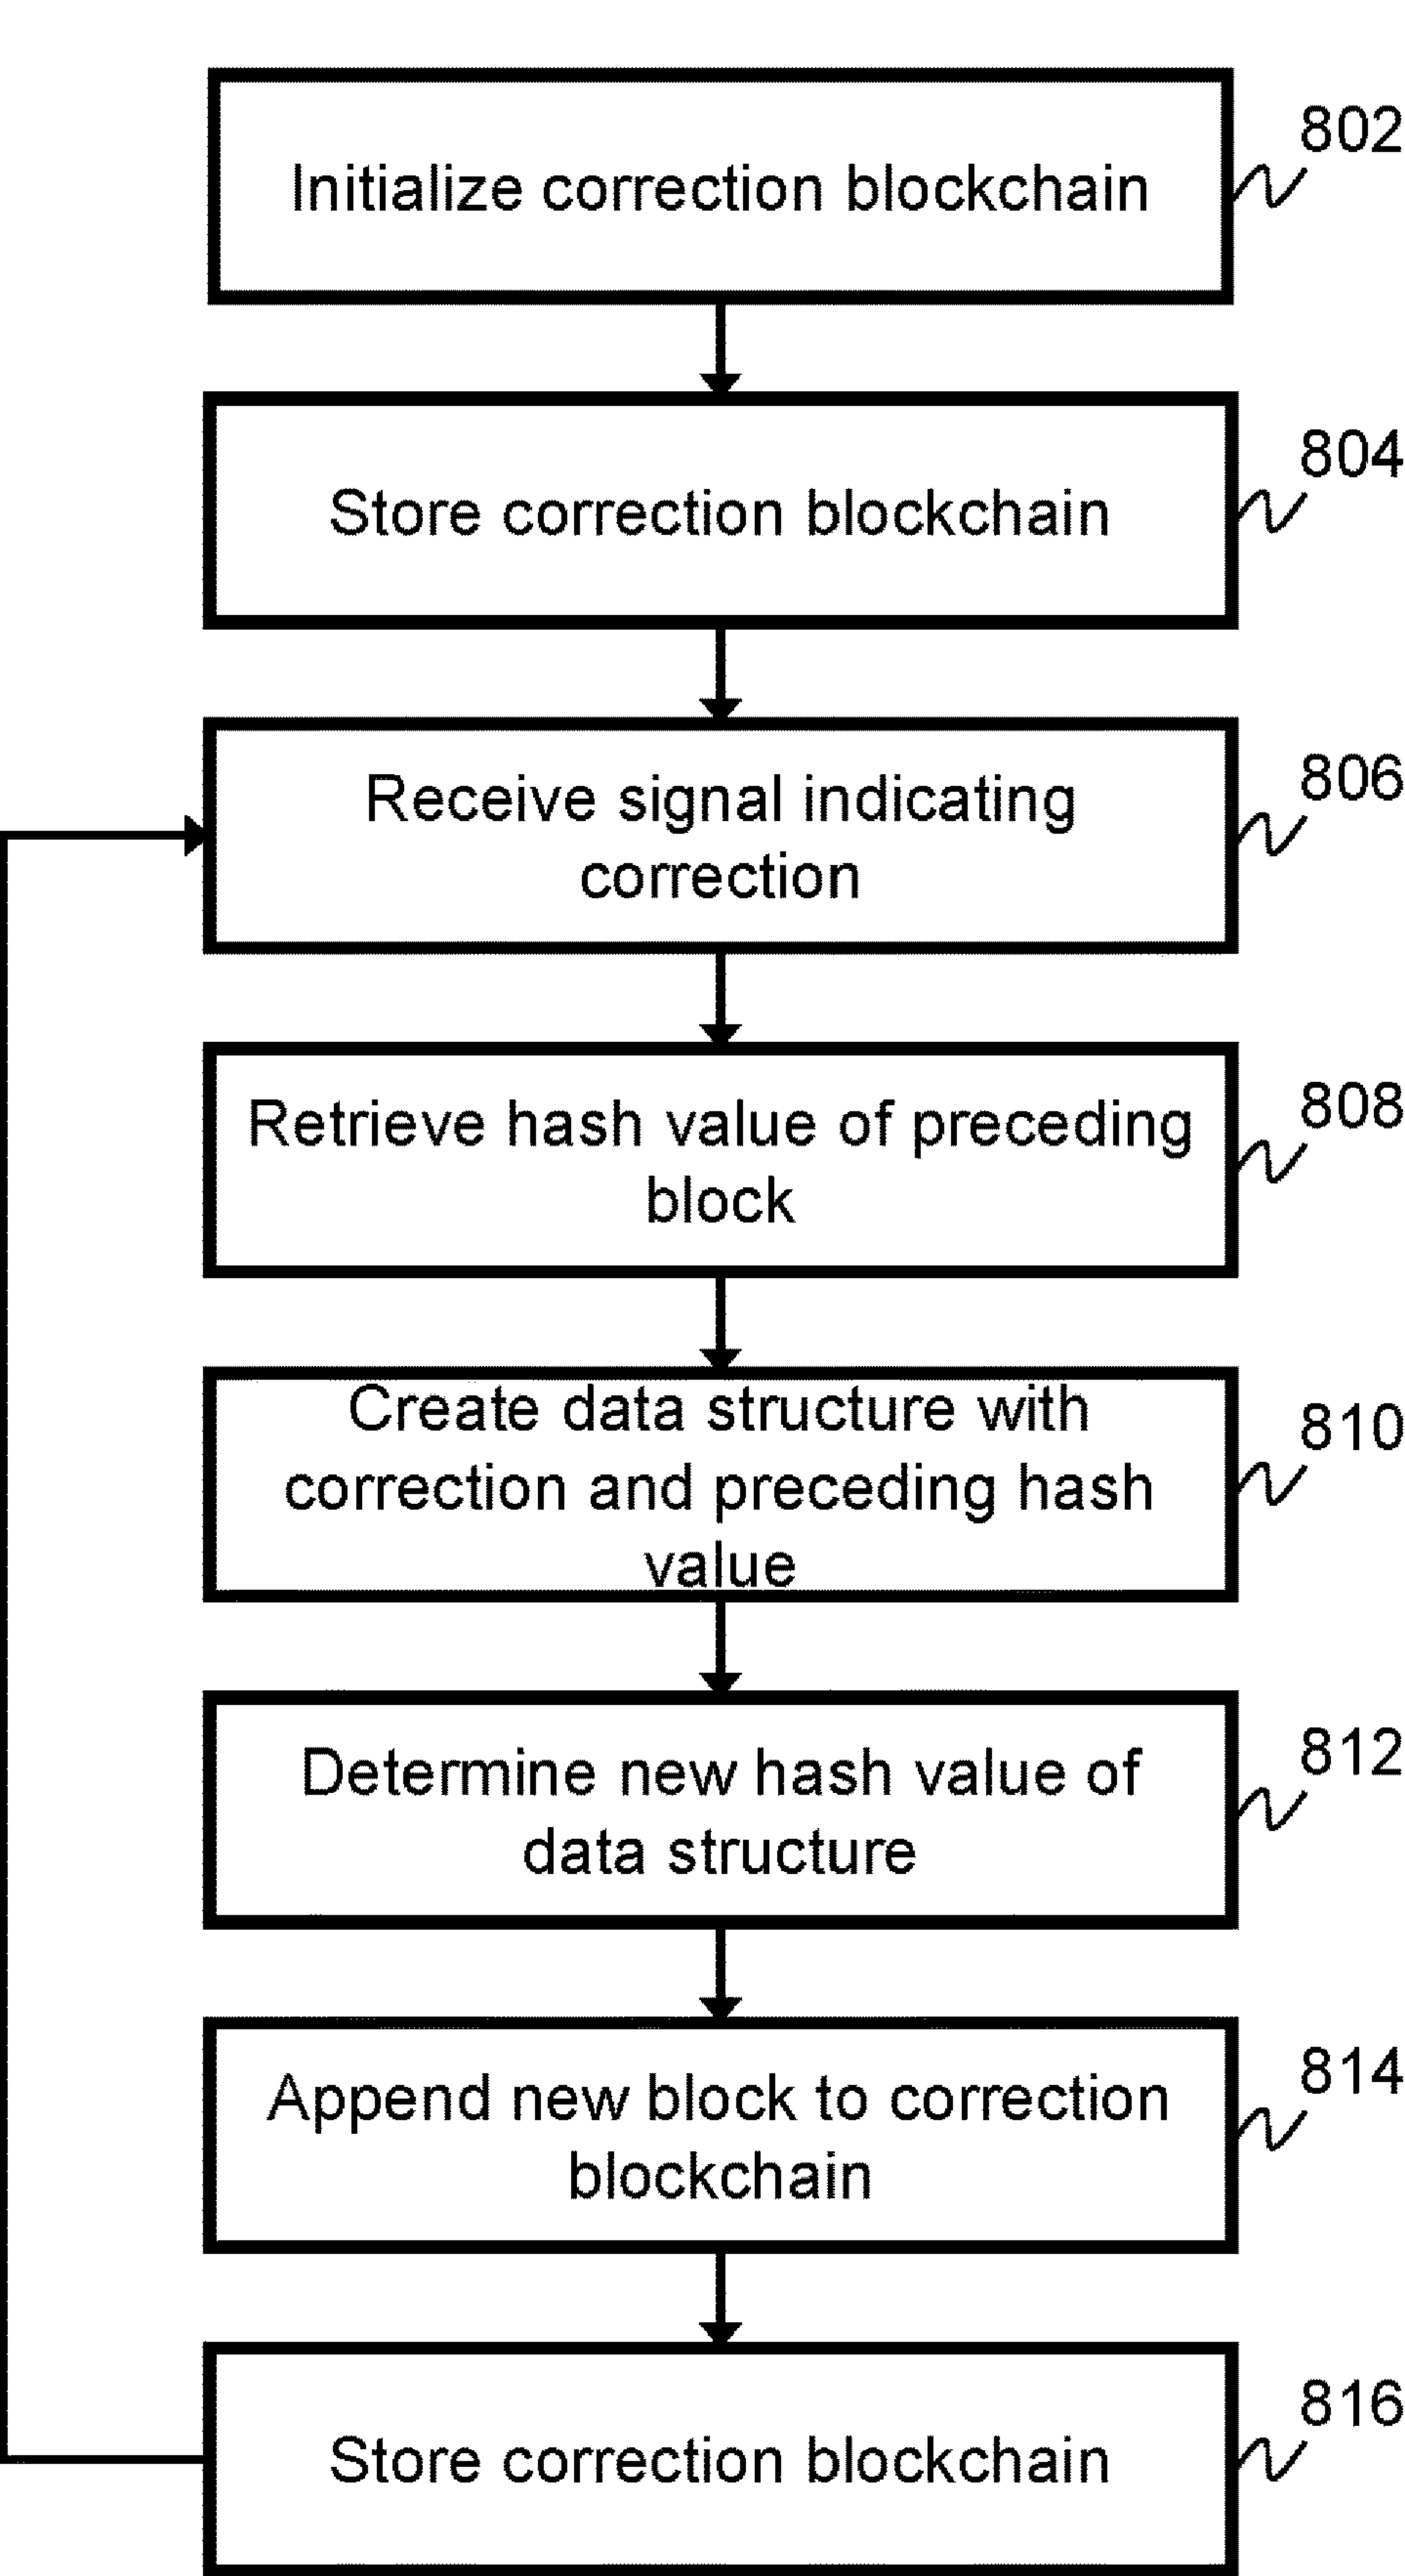 Initialize correction blockchain
802
Store correction blockchain
804
Receive signal indicating
correction
806
Retrieve hash value of preceding
block
808
Create data structure with
correction and preceding hash
value
810
Determine new hash value of
data structure
812
Append new block to correction
blockchain
814
Store correction blockchain
816